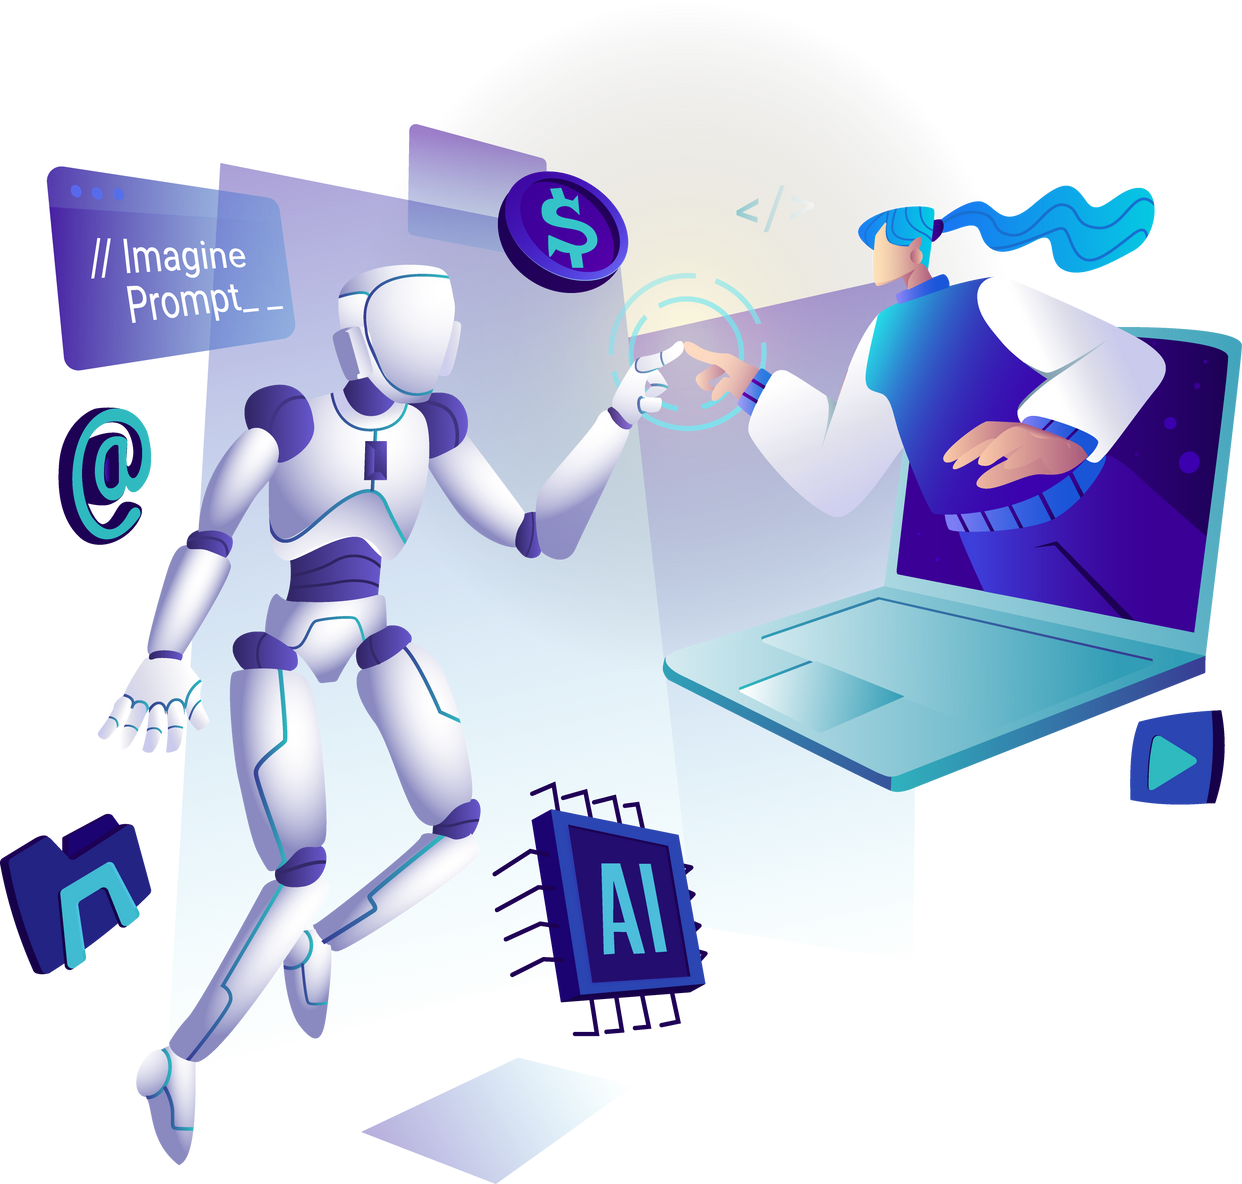 // Imagine
Prompt_ _
$
</>
@
AI